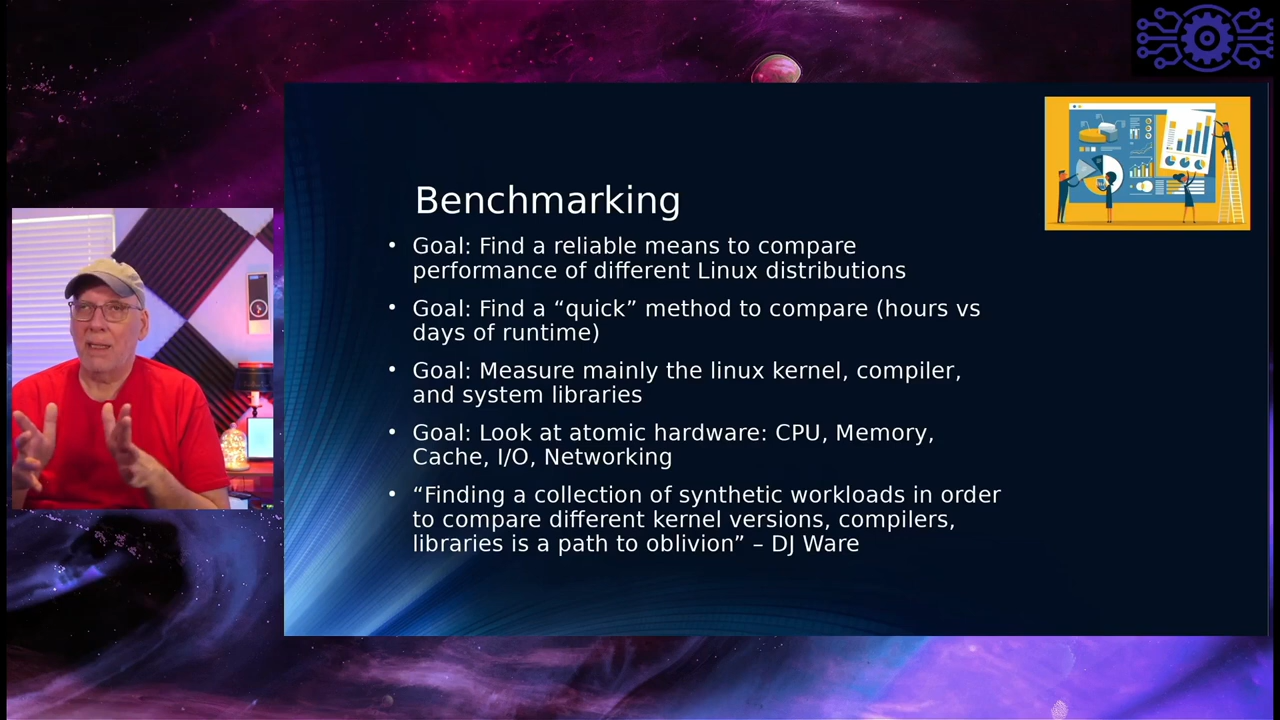 Benchmarking
• Goal: Find a reliable means to compare
performance of different Linux distributions
• Goal: Find a “quick” method to compare (hours vs
days of runtime)
• Goal: Measure mainly the linux kernel, compiler,
and system libraries
• Goal: Look at atomic hardware: CPU, Memory,
Cache, I/O, Networking
• “Finding a collection of synthetic workloads in order
to compare different kernel versions, compilers,
libraries is a path to oblivion” – DJ Ware